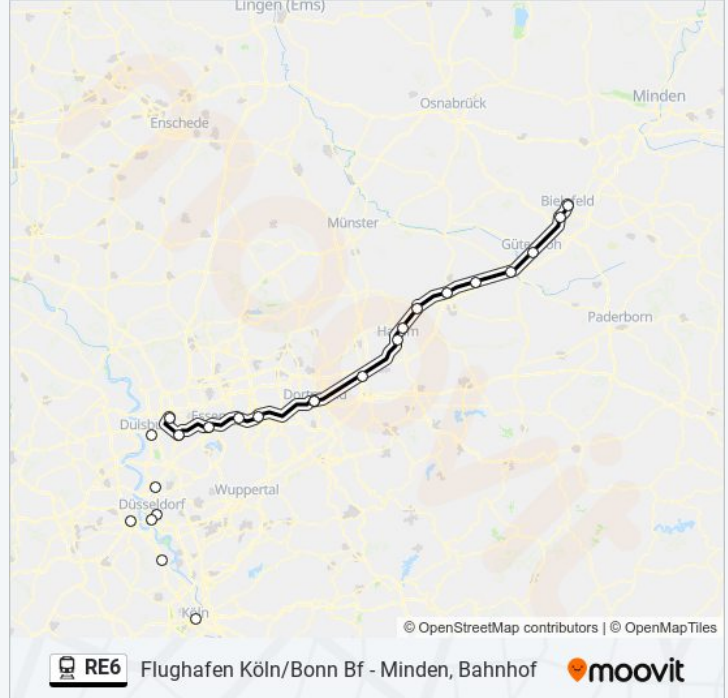 Lingen (Ems)
Osnabrück
Minden
Enschede
Bielefeld
Münster
Gütersloh
Paderborn
Hamm
Dortmund
Essen
Duisburg
Wuppertal
Düsseldorf
Köln
moovit
© OpenStreetMap contributors | © OpenMapTiles
RE6 Flughafen Köln/Bonn Bf - Minden, Bahnhof moovit